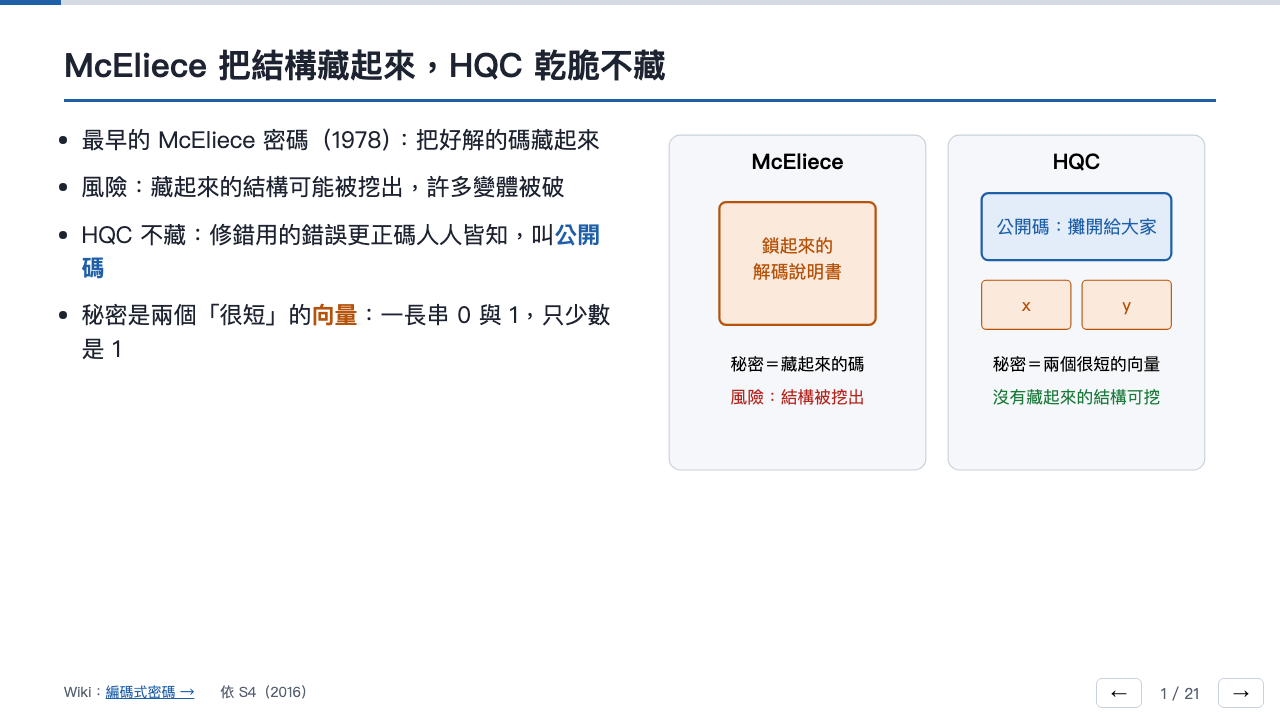 McEliece 把結構藏起來，HQC 乾脆不藏
• 最早的 McEliece 密碼（1978）：把好解的碼藏起來
• 風險：藏起來的結構可能被挖出，許多變體被破
• HQC 不藏：修錯用的錯誤更正碼人人皆知，叫公開
碼
• 秘密是兩個「很短」的向量：一長串 0 與 1，只少數
是 1
McEliece
鎖起來的
解碼說明書
秘密＝藏起來的碼
風險：結構被挖出
HQC
公開碼：攤開給大家
x
y
秘密＝兩個很短的向量
沒有藏起來的結構可挖
Wiki：編碼式密碼 → 依 S4（2016）
← 1 / 21 →